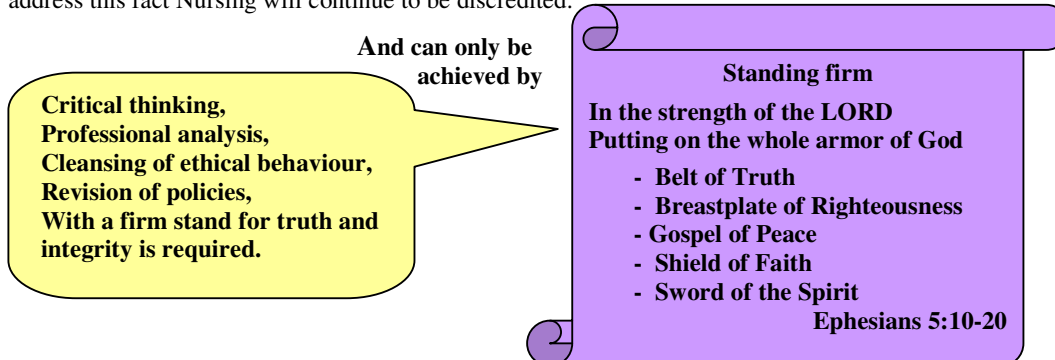 address this fact Nursing will continue to be discredited.
And can only be
achieved by
Critical thinking,
Professional analysis,
Cleansing of ethical behaviour,
Revision of policies,
With a firm stand for truth and
integrity is required.
Standing firm
In the strength of the LORD
Putting on the whole armor of God
- Belt of Truth
- Breastplate of Righteousness
- Gospel of Peace
- Shield of Faith
- Sword of the Spirit
Ephesians 5:10-20